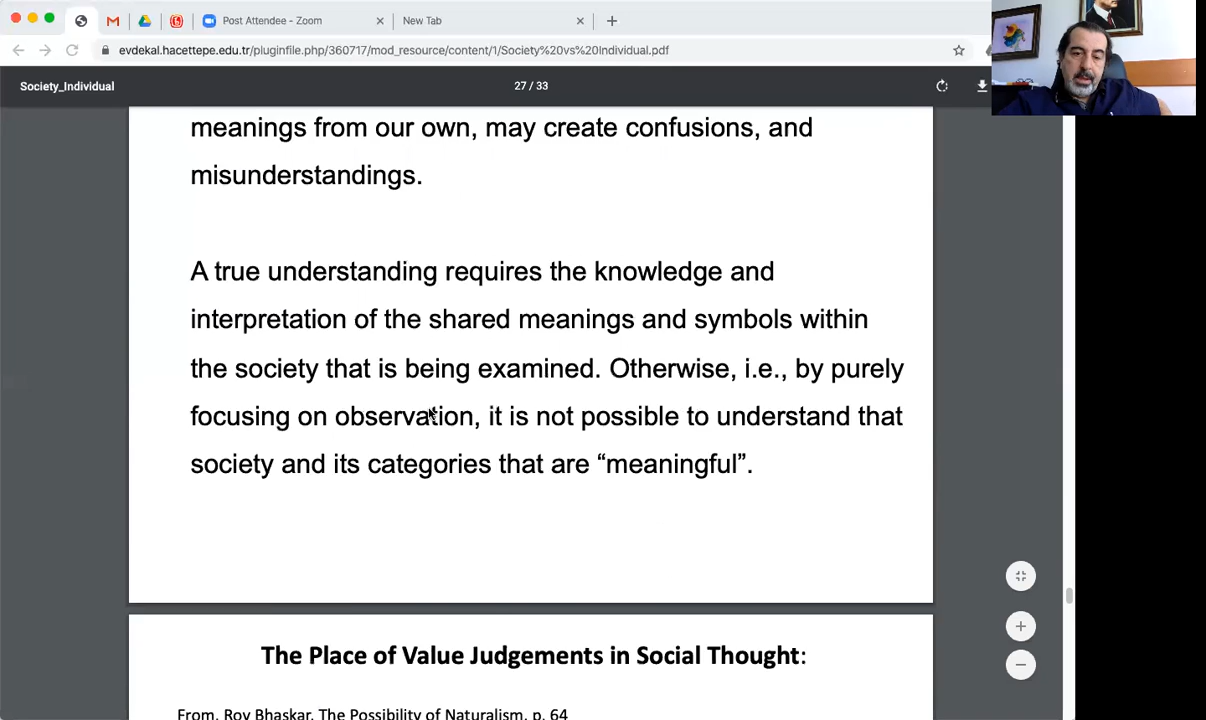 Post Attendee - Zoom
New Tab
evdekal.hacettepe.edu.tr/pluginfile.php/360717/mod_resource/content/1/Society%20vs%20Individual.pdf
Society_Individual
27 / 33
meanings from our own, may create confusions, and
misunderstandings.
A true understanding requires the knowledge and
interpretation of the shared meanings and symbols within
the society that is being examined. Otherwise, i.e., by purely
focusing on observation, it is not possible to understand that
society and its categories that are “meaningful”.
The Place of Value Judgements in Social Thought:
From, Roy Bhaskar, The Possibility of Naturalism, p. 64